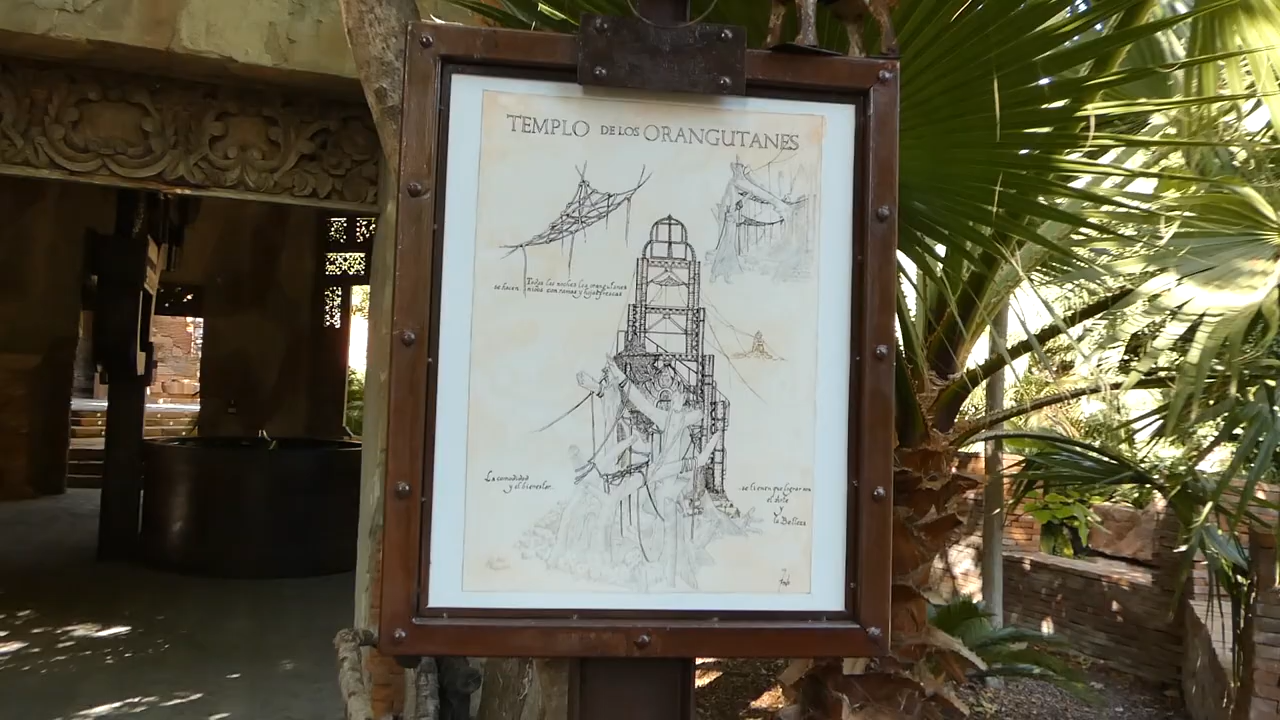 TEMPLO DE LOS ORANGUTANES
Todas las noches los orangutanes
se hacen nidos con ramas y hojas frescas
La comodidad
y el bienestar..
..se tienen que lograr con
el Arte
y
la Belleza